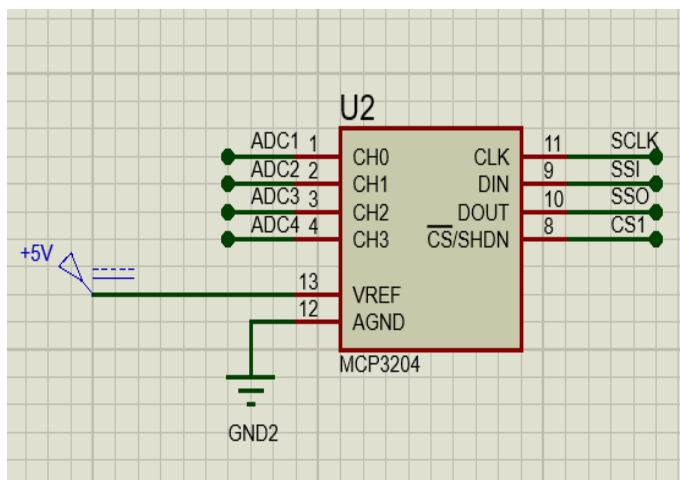 U2
ADC1 1 CH0 CLK 11 SCLK
ADC2 2 CH1 DIN 9 SSI
ADC3 3 CH2 DOUT 10 SSO
ADC4 4 CH3 CS/SHDN 8 CS1
+5V
13 VREF
12 AGND
MCP3204
GND2